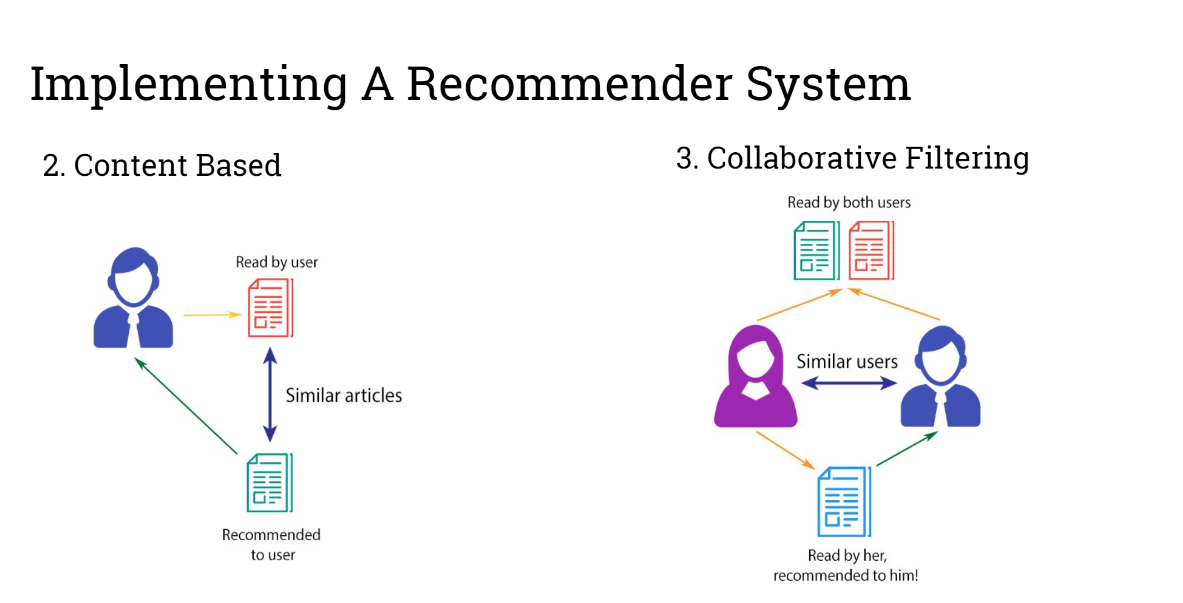 Implementing A Recommender System
2. Content Based
Read by user
Similar articles
Recommended
to user
3. Collaborative Filtering
Read by both users
Similar users
Read by her,
recommended to him!